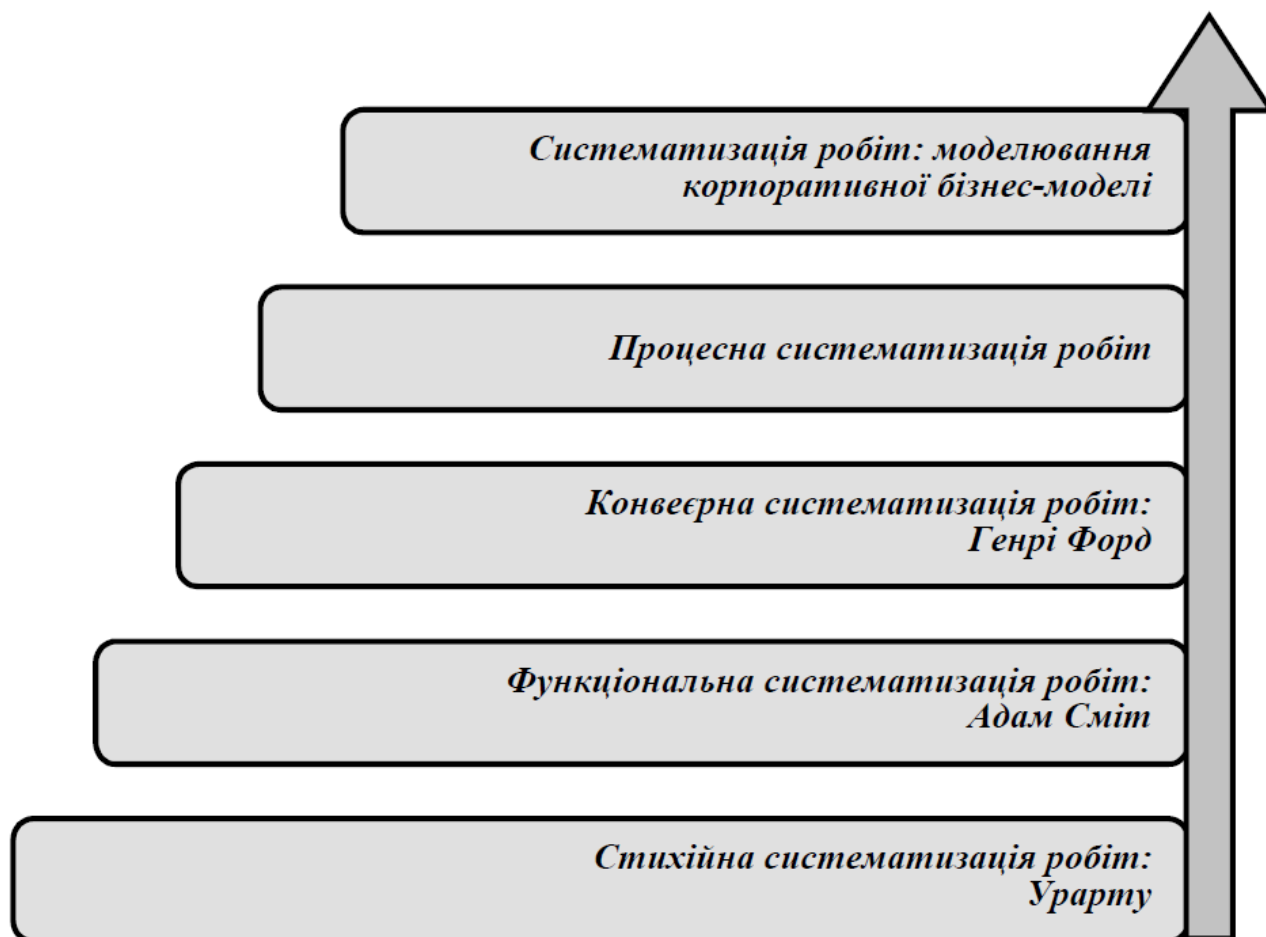 Систематизація робіт: моделювання
корпоративної бізнес-моделі
Процесна систематизація робіт
Конвеєрна систематизація робіт:
Генрі Форд
Функціональна систематизація робіт:
Адам Сміт
Стихійна систематизація робіт:
Урарту